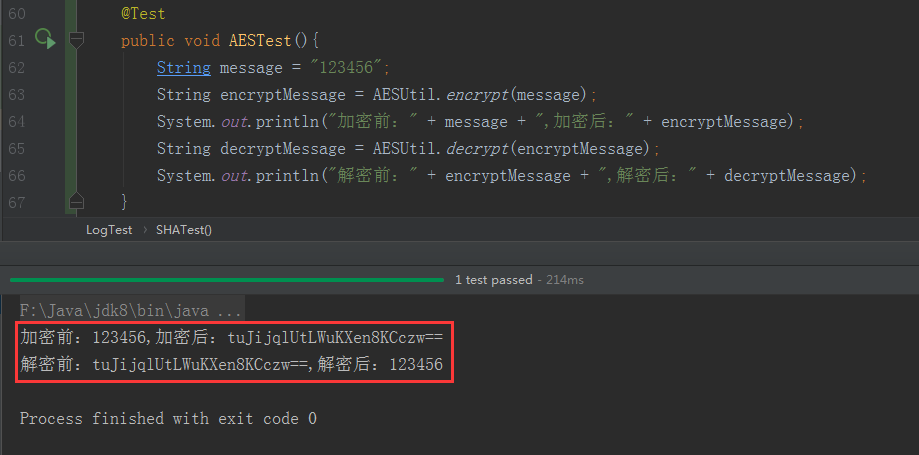 60 @Test
61 public void AESTest(){
62 String message = "123456";
63 String encryptMessage = AESUtil.encrypt(message);
64 System.out.println("加密前：" + message + ",加密后：" + encryptMessage);
65 String decryptMessage = AESUtil.decrypt(encryptMessage);
66 System.out.println("解密前：" + encryptMessage + ",解密后：" + decryptMessage);
67 }
LogTest › SHATest()
1 test passed - 214ms
F:\Java\jdk8\bin\java ...
加密前：123456,加密后：tuJijqlUtLWuKXen8KCczw==
解密前：tuJijqlUtLWuKXen8KCczw==,解密后：123456
Process finished with exit code 0